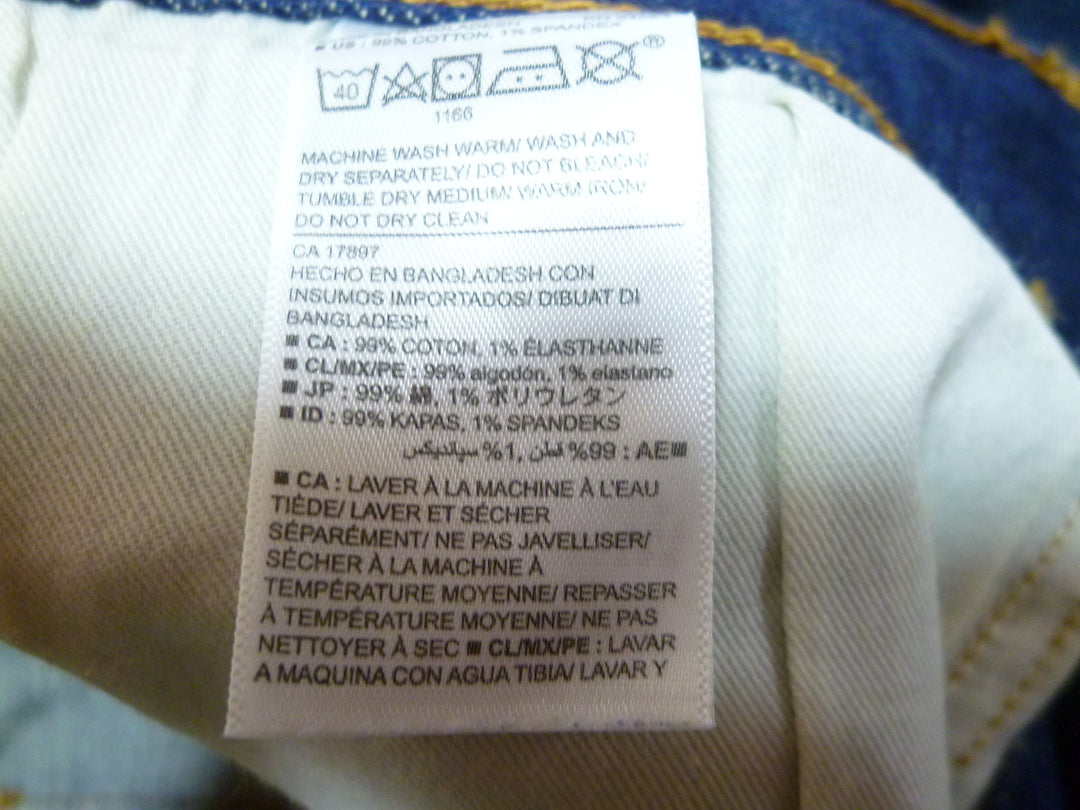 ■ US : 99% COTTON, 1% SPANDEX
40
®
1166
MACHINE WASH WARM/ WASH AND
DRY SEPARATELY/ DO NOT BLEACH/
TUMBLE DRY MEDIUM/ WARM IRON/
DO NOT DRY CLEAN
CA 17897
HECHO EN BANGLADESH CON
INSUMOS IMPORTADOS/ DIBUAT DI
BANGLADESH
■ CA : 99% COTON, 1% ÉLASTHANNE
■ CL/MX/PE : 99% algodón, 1% elastano
■ JP : 99% 綿, 1% ポリウレタン
■ ID : 99% KAPAS, 1% SPANDEKS
■AE : 99% قطن, 1% سپانديكس
■ CA : LAVER À LA MACHINE À L'EAU
TIÈDE/ LAVER ET SÉCHER
SÉPARÉMENT/ NE PAS JAVELLISER/
SÉCHER À LA MACHINE À
TEMPÉRATURE MOYENNE/ REPASSER
À TEMPÉRATURE MOYENNE/ NE PAS
NETTOYER À SEC ■ CL/MX/PE : LAVAR
A MAQUINA CON AGUA TIBIA/ LAVAR Y